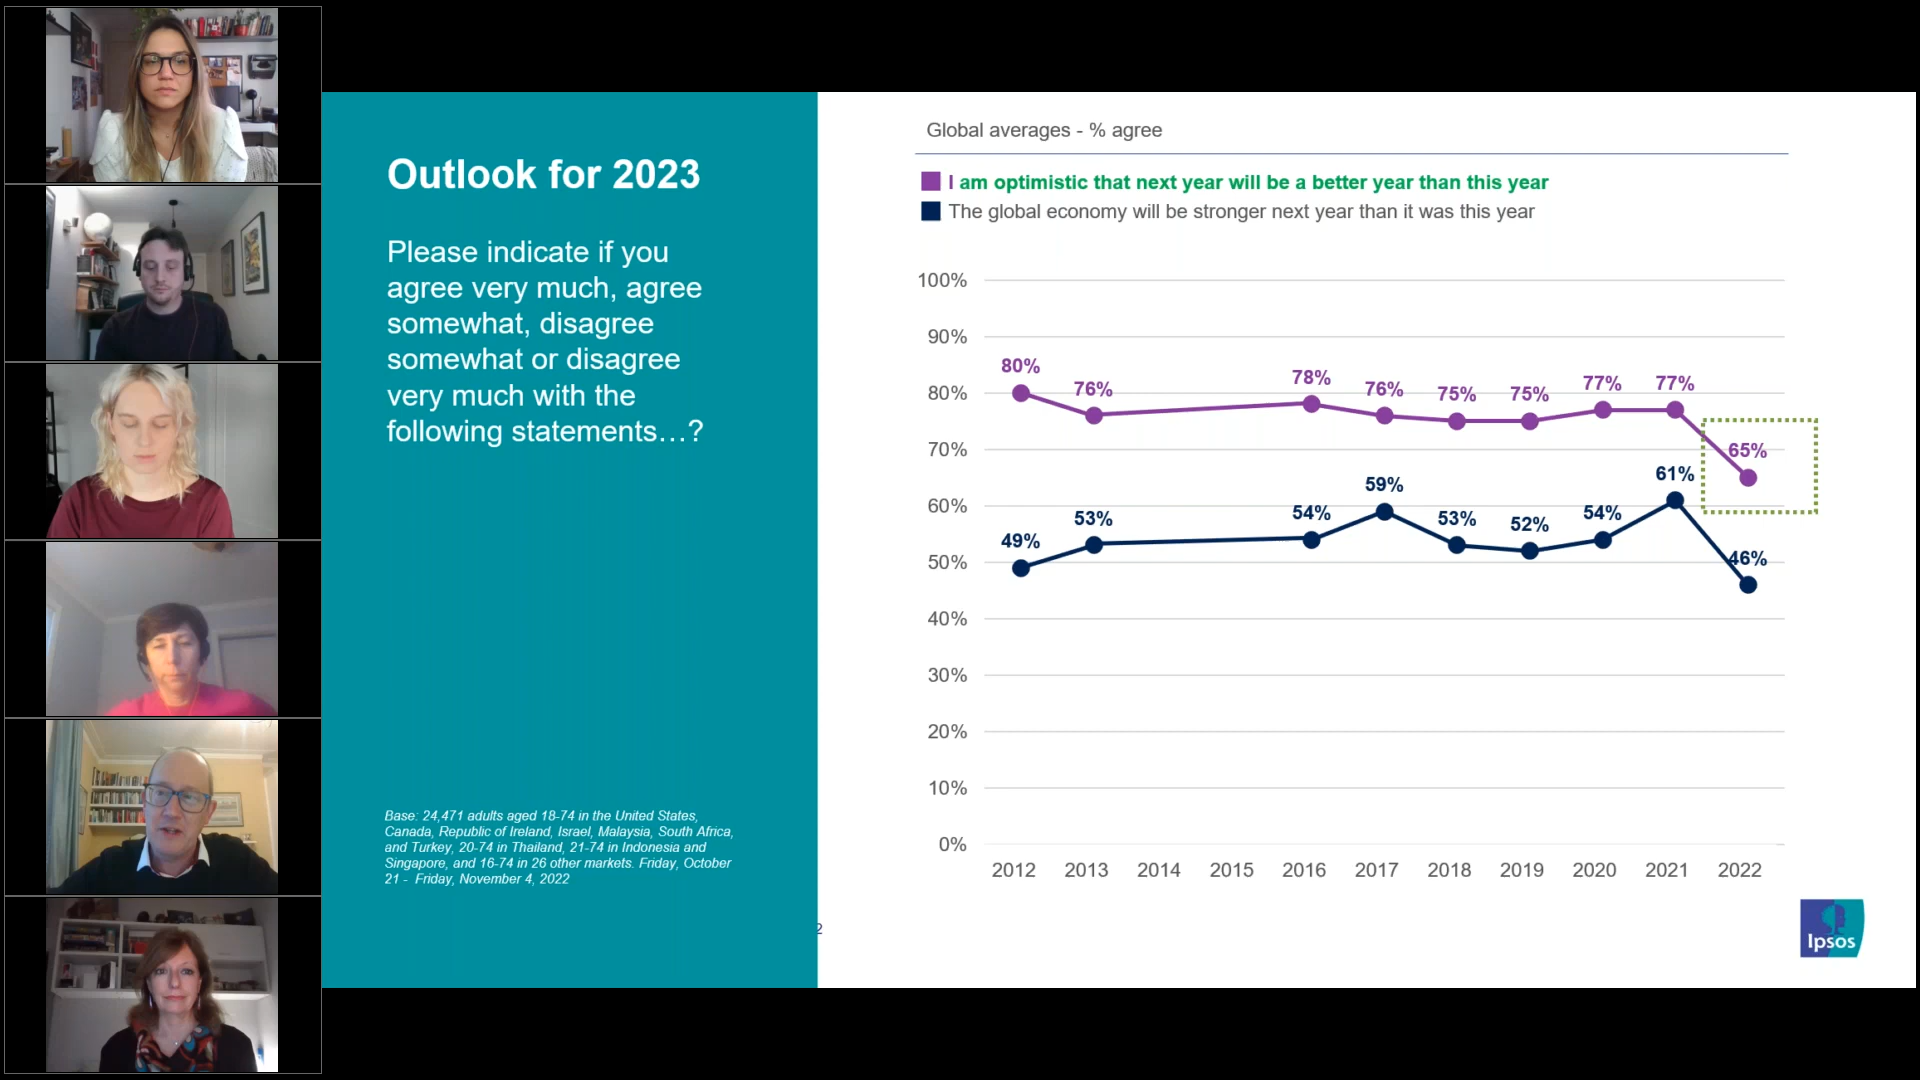 Outlook for 2023
Please indicate if you
agree very much, agree
somewhat, disagree
somewhat or disagree
very much with the
following statements…?
Base: 24,471 adults aged 18-74 in the United States,
Canada, Republic of Ireland, Israel, Malaysia, South Africa,
and Turkey, 20-74 in Thailand, 21-74 in Indonesia and
Singapore, and 16-74 in 26 other markets. Friday, October
21 - Friday, November 4, 2022
2
Global averages - % agree
I am optimistic that next year will be a better year than this year
The global economy will be stronger next year than it was this year
100%
90%
80%
70%
60%
50%
40%
30%
20%
10%
0%
80% 76% 78% 76% 75% 75% 77% 77% 65%
49% 53% 54% 59% 53% 52% 54% 61% 46%
2012 2013 2014 2015 2016 2017 2018 2019 2020 2021 2022
Ipsos